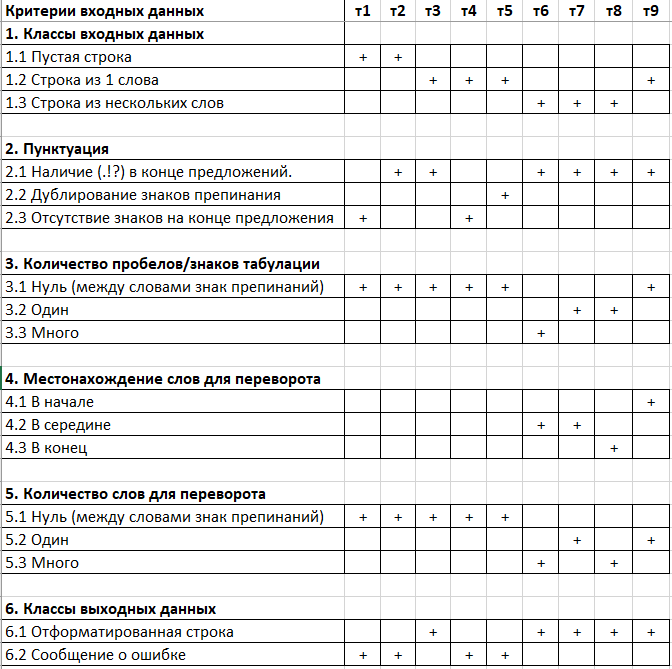 Критерии входных данных т1 т2 т3 т4 т5 т6 т7 т8 т9
1. Классы входных данных
1.1 Пустая строка + +
1.2 Строка из 1 слова + + + +
1.3 Строка из нескольких слов + + +
2. Пунктуация
2.1 Наличие (.!?) в конце предложений. + + + + + +
2.2 Дублирование знаков препинания +
2.3 Отсутствие знаков на конце предложения + +
3. Количество пробелов/знаков табуляции
3.1 Нуль (между словами знак препинаний) + + + + + +
3.2 Один + +
3.3 Много +
4. Местонахождение слов для переворота
4.1 В начале +
4.2 В середине + +
4.3 В конец +
5. Количество слов для переворота
5.1 Нуль (между словами знак препинаний) + + + + +
5.2 Один + +
5.3 Много + +
6. Классы выходных данных
6.1 Отформатированная строка + + + + +
6.2 Сообщение о ошибке + + + +